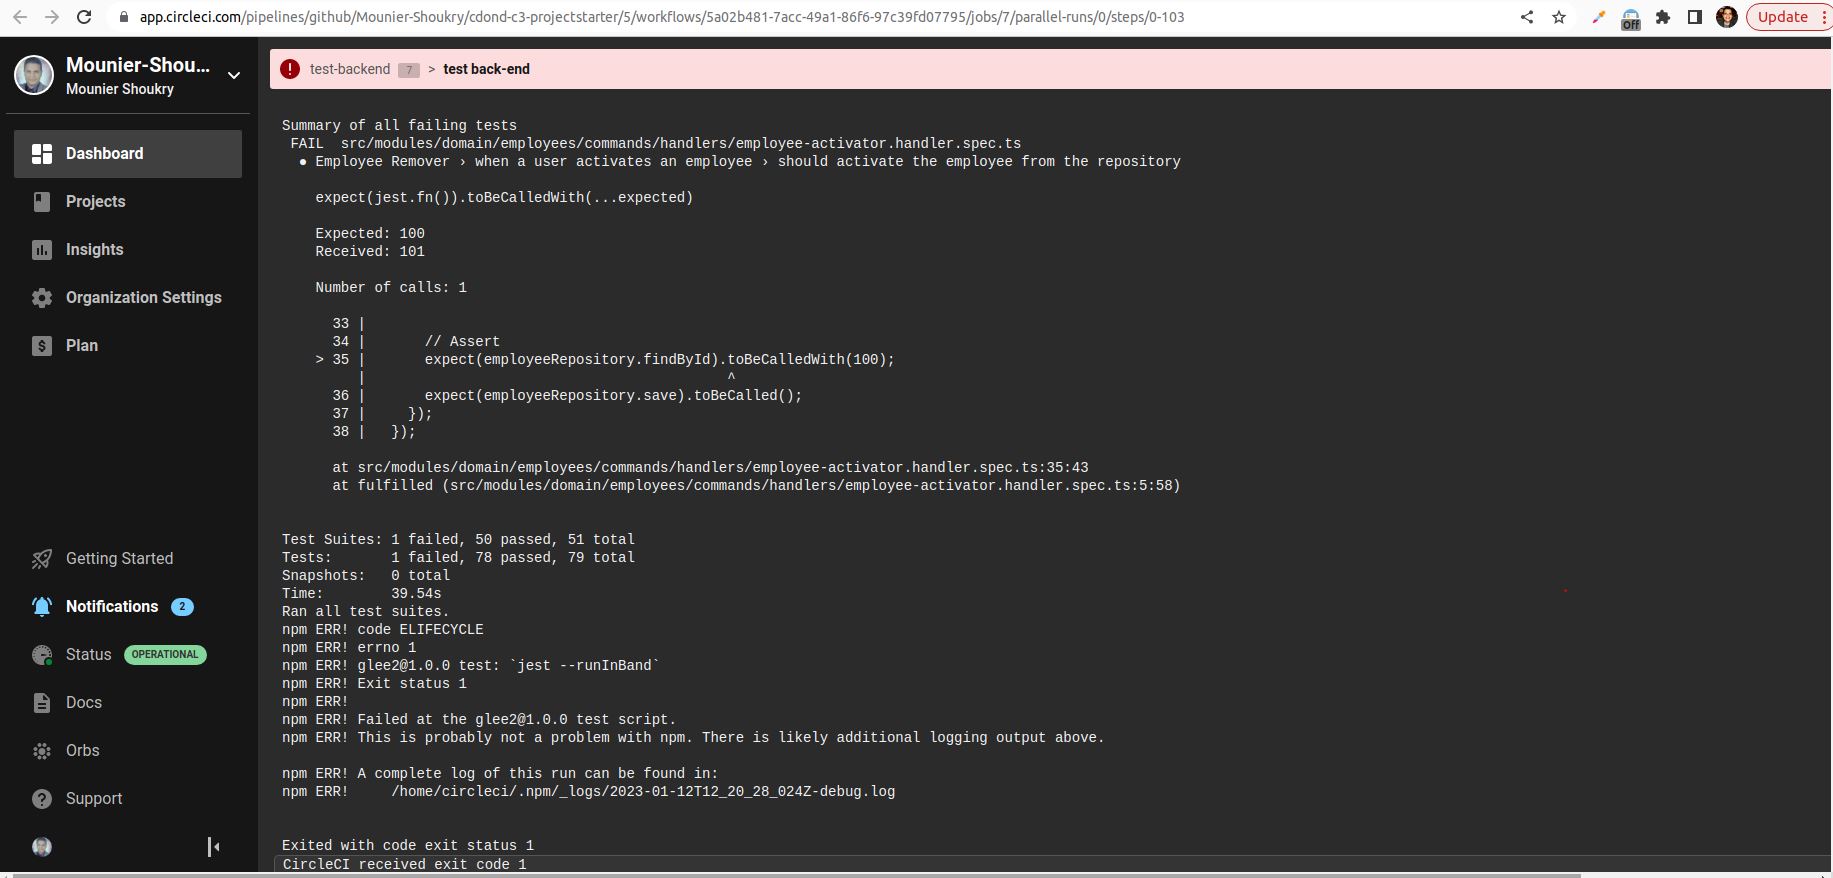 app.circleci.com/pipelines/github/Mounier-Shoukry/cdond-c3-projectstarter/5/workflows/5a02b481-7acc-49a1-86f6-97c39fd07795/jobs/7/parallel-runs/0/steps/0-103
Off
Update
Mounier-Shou...
Mounier Shoukry
Dashboard
Projects
Insights
Organization Settings
Plan
Getting Started
Notifications 2
Status OPERATIONAL
Docs
Orbs
Support
test-backend 7 > test back-end
Summary of all failing tests
FAIL src/modules/domain/employees/commands/handlers/employee-activator.handler.spec.ts
● Employee Remover › when a user activates an employee › should activate the employee from the repository
expect(jest.fn()).toBeCalledWith(...expected)
Expected: 100
Received: 101
Number of calls: 1
33 |
34 | // Assert
> 35 | expect(employeeRepository.findById).toBeCalledWith(100);
| ^
36 | expect(employeeRepository.save).toBeCalled();
37 | });
38 | });
at src/modules/domain/employees/commands/handlers/employee-activator.handler.spec.ts:35:43
at fulfilled (src/modules/domain/employees/commands/handlers/employee-activator.handler.spec.ts:5:58)
Test Suites: 1 failed, 50 passed, 51 total
Tests: 1 failed, 78 passed, 79 total
Snapshots: 0 total
Time: 39.54s
Ran all test suites.
npm ERR! code ELIFECYCLE
npm ERR! errno 1
npm ERR! glee2@1.0.0 test: `jest --runInBand`
npm ERR! Exit status 1
npm ERR!
npm ERR! Failed at the glee2@1.0.0 test script.
npm ERR! This is probably not a problem with npm. There is likely additional logging output above.
npm ERR! A complete log of this run can be found in:
npm ERR! /home/circleci/.npm/_logs/2023-01-12T12_20_28_024Z-debug.log
Exited with code exit status 1
CircleCI received exit code 1